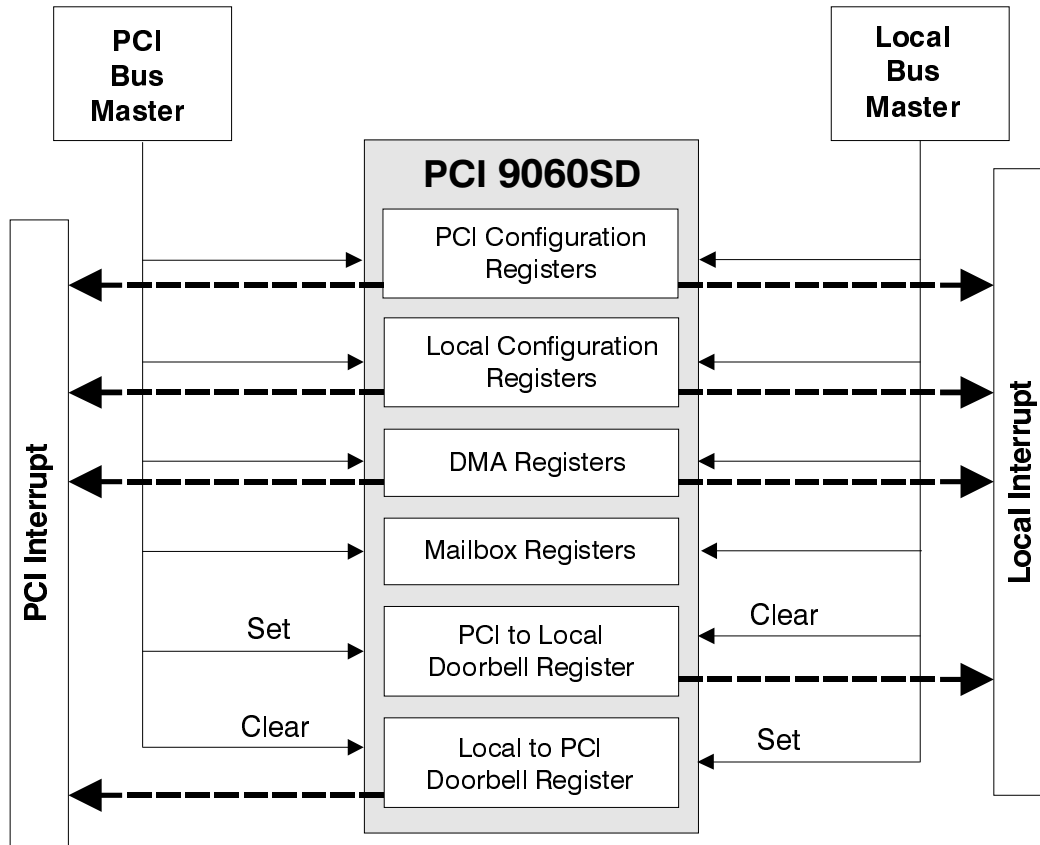 PCI
Bus
Master
Local
Bus
Master
PCI 9060SD
PCI Configuration
Registers
Local Configuration
Registers
DMA Registers
Mailbox Registers
Set
PCI to Local
Doorbell Register
Clear
Clear
Local to PCI
Doorbell Register
Set
PCI Interrupt
Local Interrupt